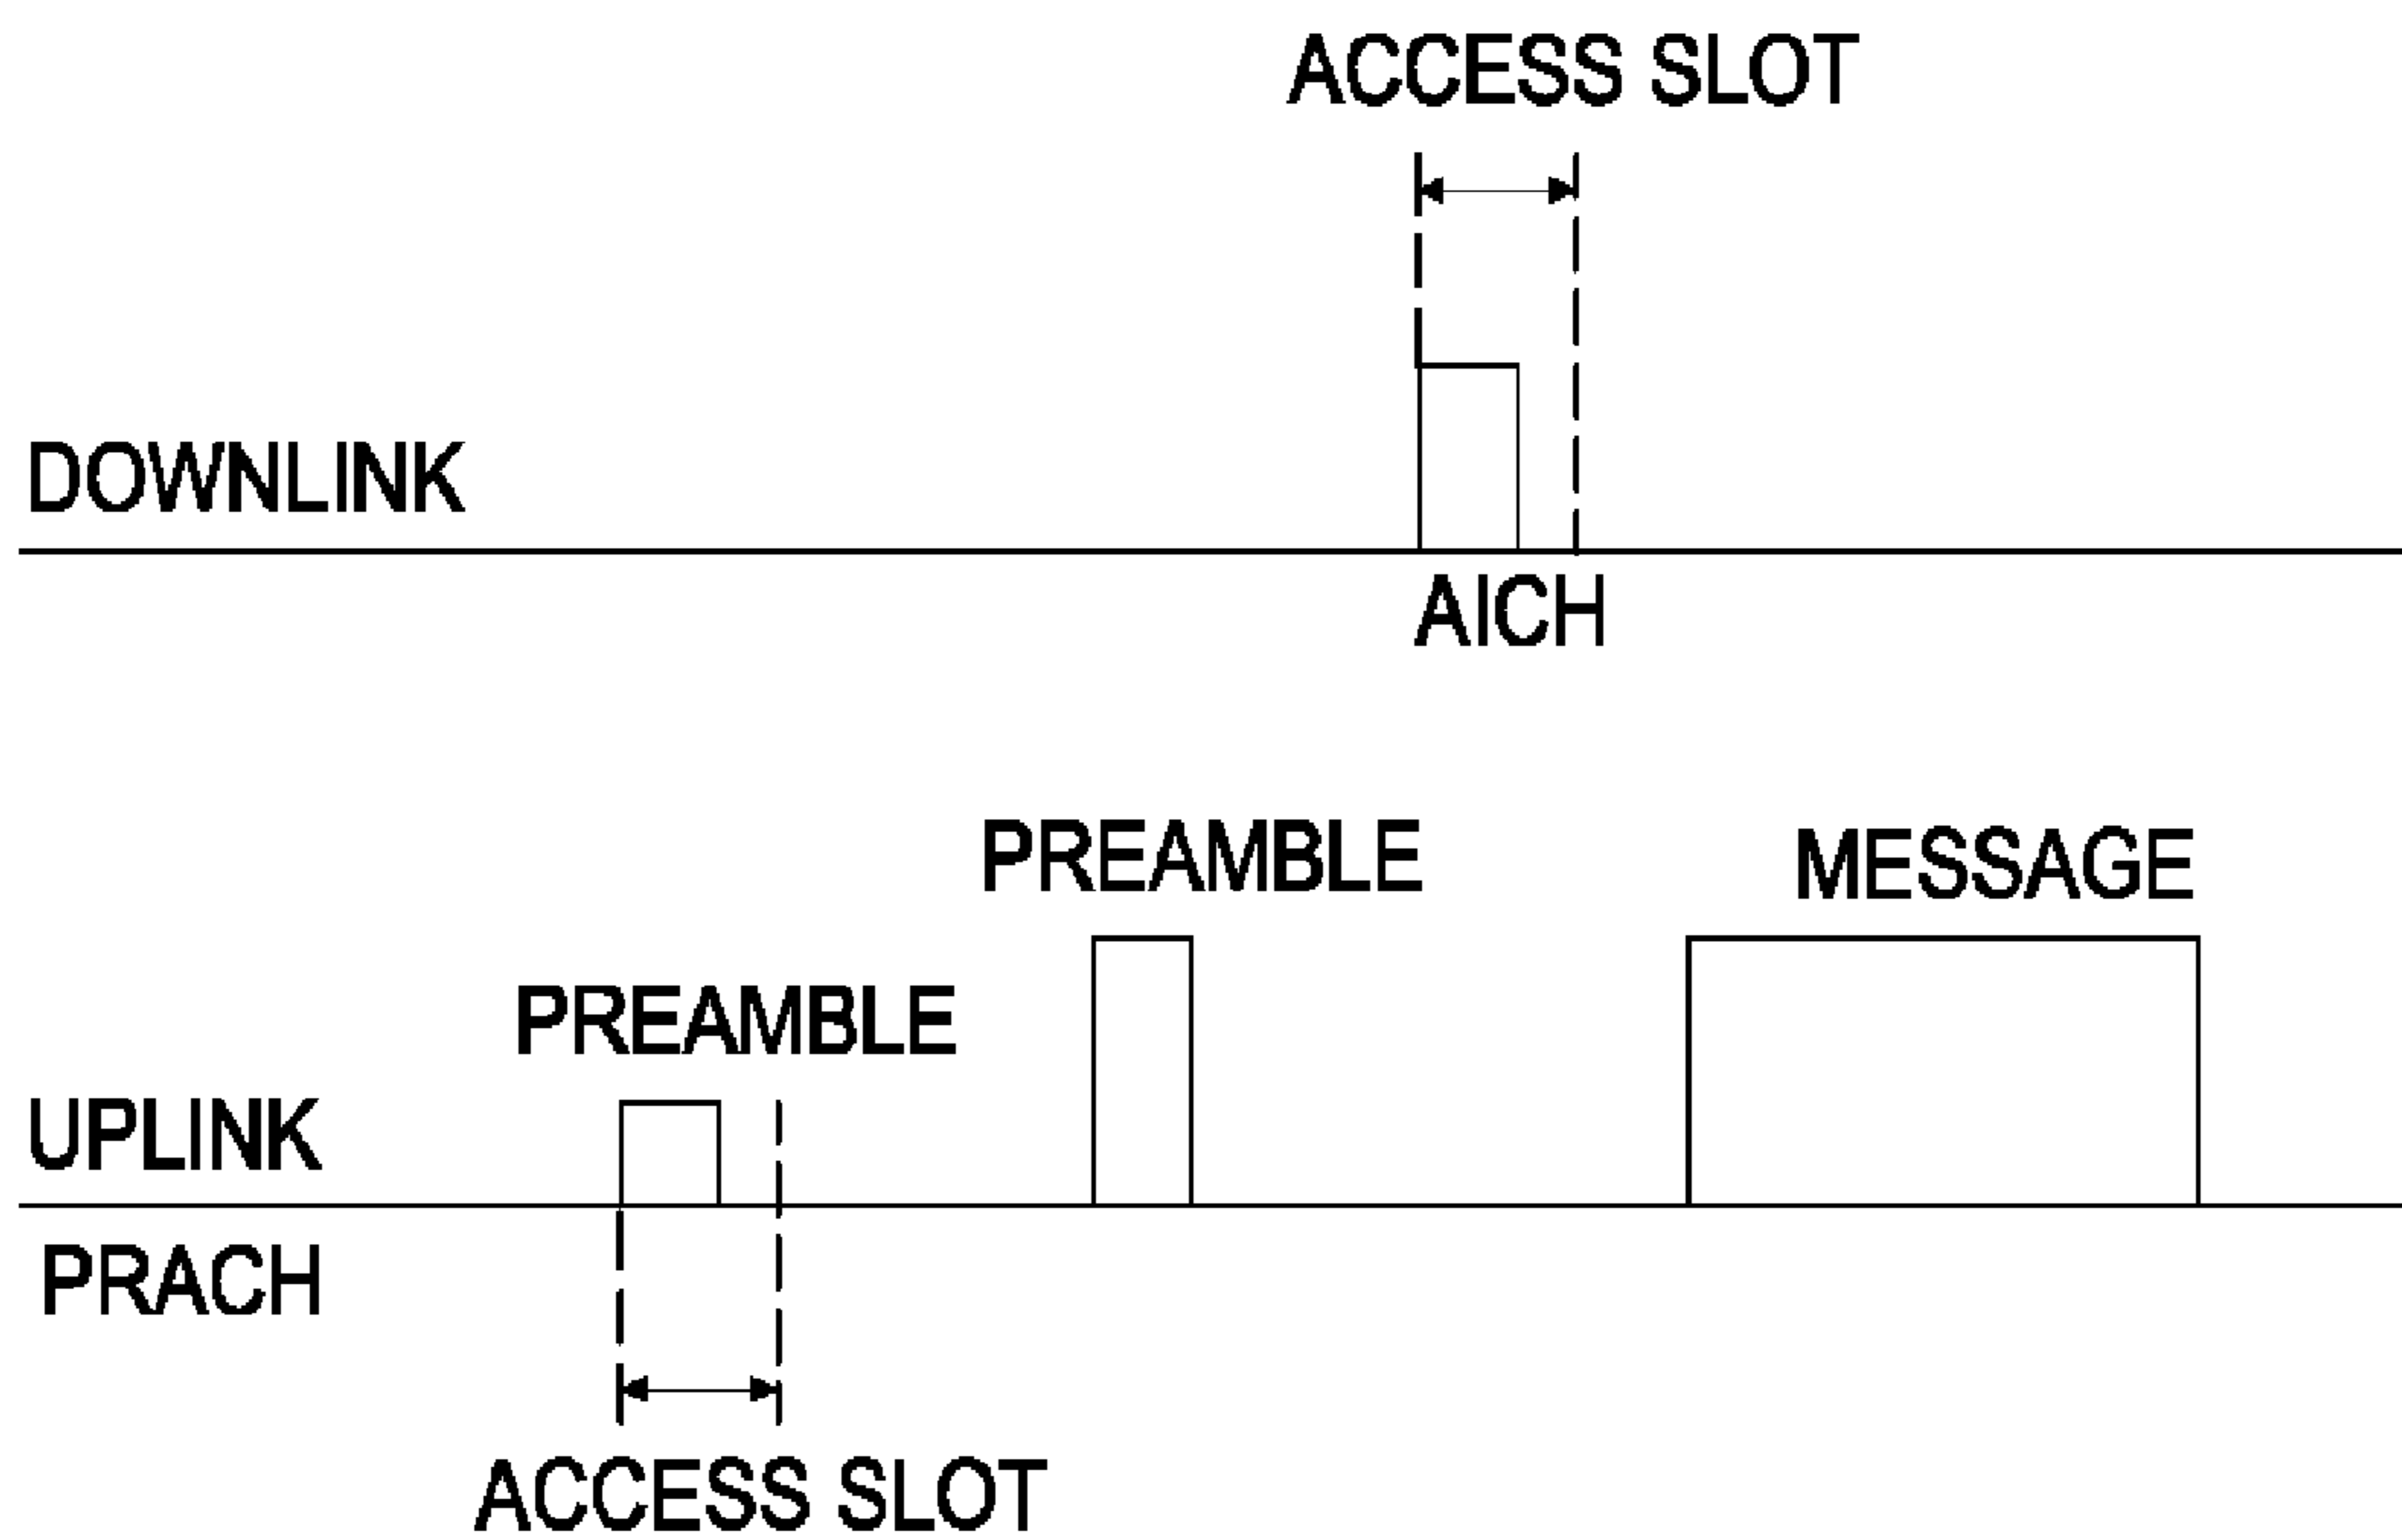 ACCESS SLOT
DOWNLINK
AICH
PREAMBLE
MESSAGE
PREAMBLE
UPLINK
PRACH
ACCESS SLOT